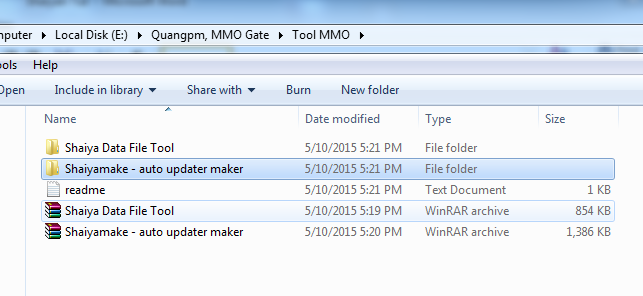 mputer ▸ Local Disk (E:) ▸ Quangpm, MMO Gate ▸ Tool MMO ▸
ools Help
Open Include in library Share with Burn New folder
Name Date modified Type Size
Shaiya Data File Tool 5/10/2015 5:21 PM File folder
Shaiyamake - auto updater maker 5/10/2015 5:21 PM File folder
readme 5/10/2015 5:21 PM Text Document 1 KB
Shaiya Data File Tool 5/10/2015 5:19 PM WinRAR archive 854 KB
Shaiyamake - auto updater maker 5/10/2015 5:20 PM WinRAR archive 1,386 KB